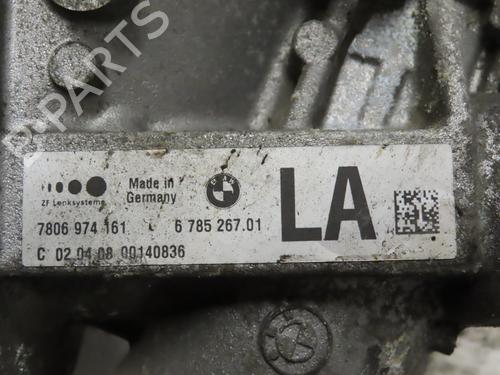 B-PARTS
ZF Lenksysteme
Made in
Germany
7806 974 161 C 6 785 267.01
LA
C 02.04.08 00140836